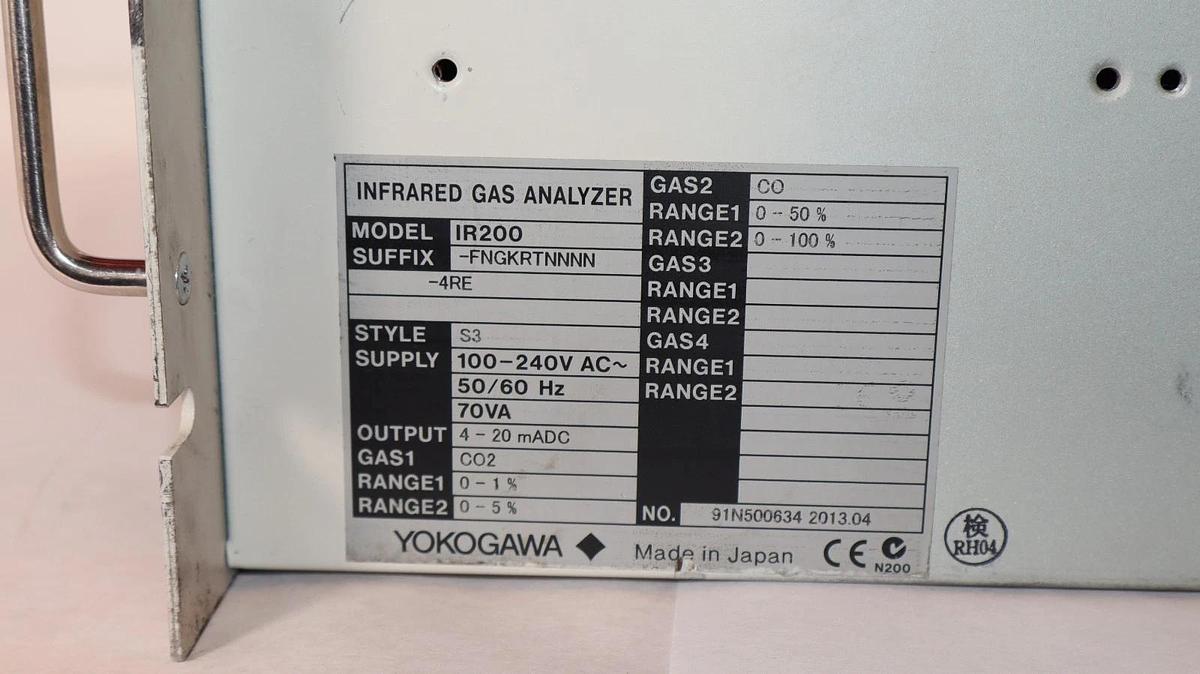 INFRARED GAS ANALYZER
MODEL IR200
SUFFIX -FNGKRTNNNN
-4RE
STYLE S3
SUPPLY 100-240V AC~
50/60 Hz
70VA
OUTPUT 4 - 20 mADC
GAS1 CO2
RANGE1 0 - 1 %
RANGE2 0 - 5 %
GAS2 CO
RANGE1 0 - 50 %
RANGE2 0 - 100 %
GAS3
RANGE1
RANGE2
GAS4
RANGE1
RANGE2
NO. 91N500634 2013.04
YOKOGAWA Made in Japan CE N200
検
RH04